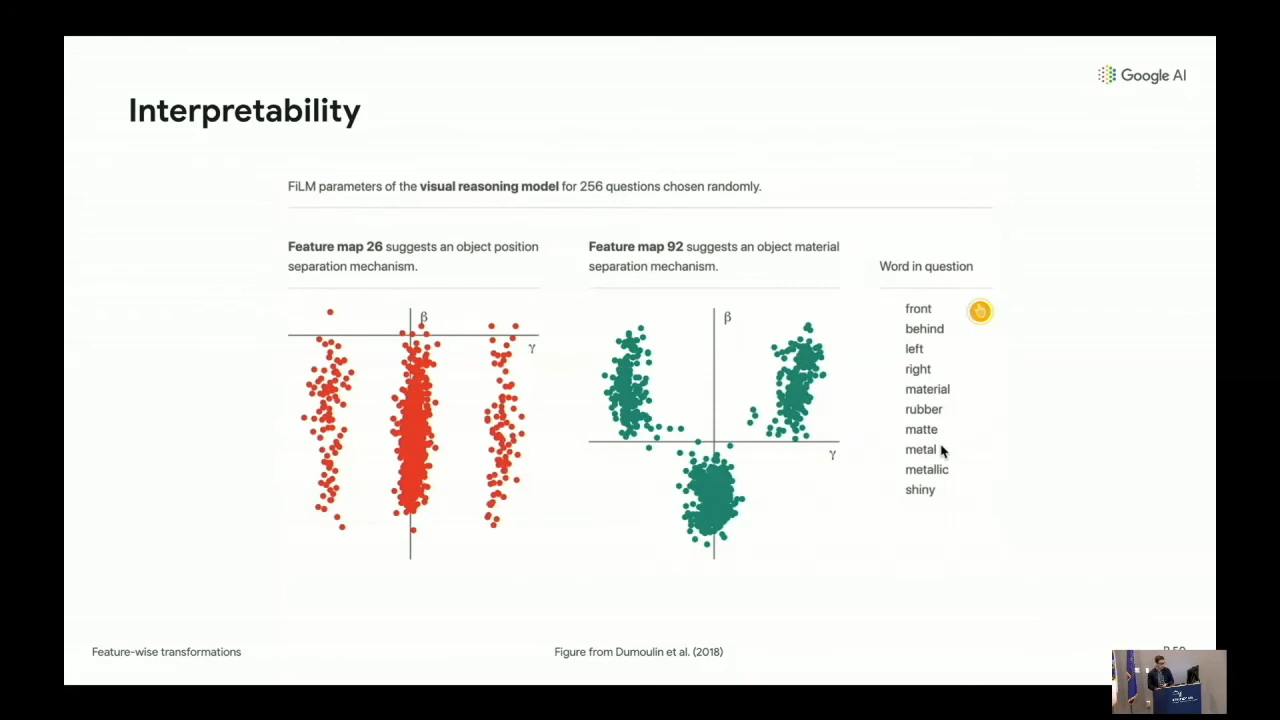 Google AI
Interpretability
FiLM parameters of the visual reasoning model for 256 questions chosen randomly.
Feature map 26 suggests an object position
separation mechanism.
β
γ
Feature map 92 suggests an object material
separation mechanism.
β
γ
Word in question
front
behind
left
right
material
rubber
matte
metal
metallic
shiny
Feature-wise transformations
Figure from Dumoulin et al. (2018)